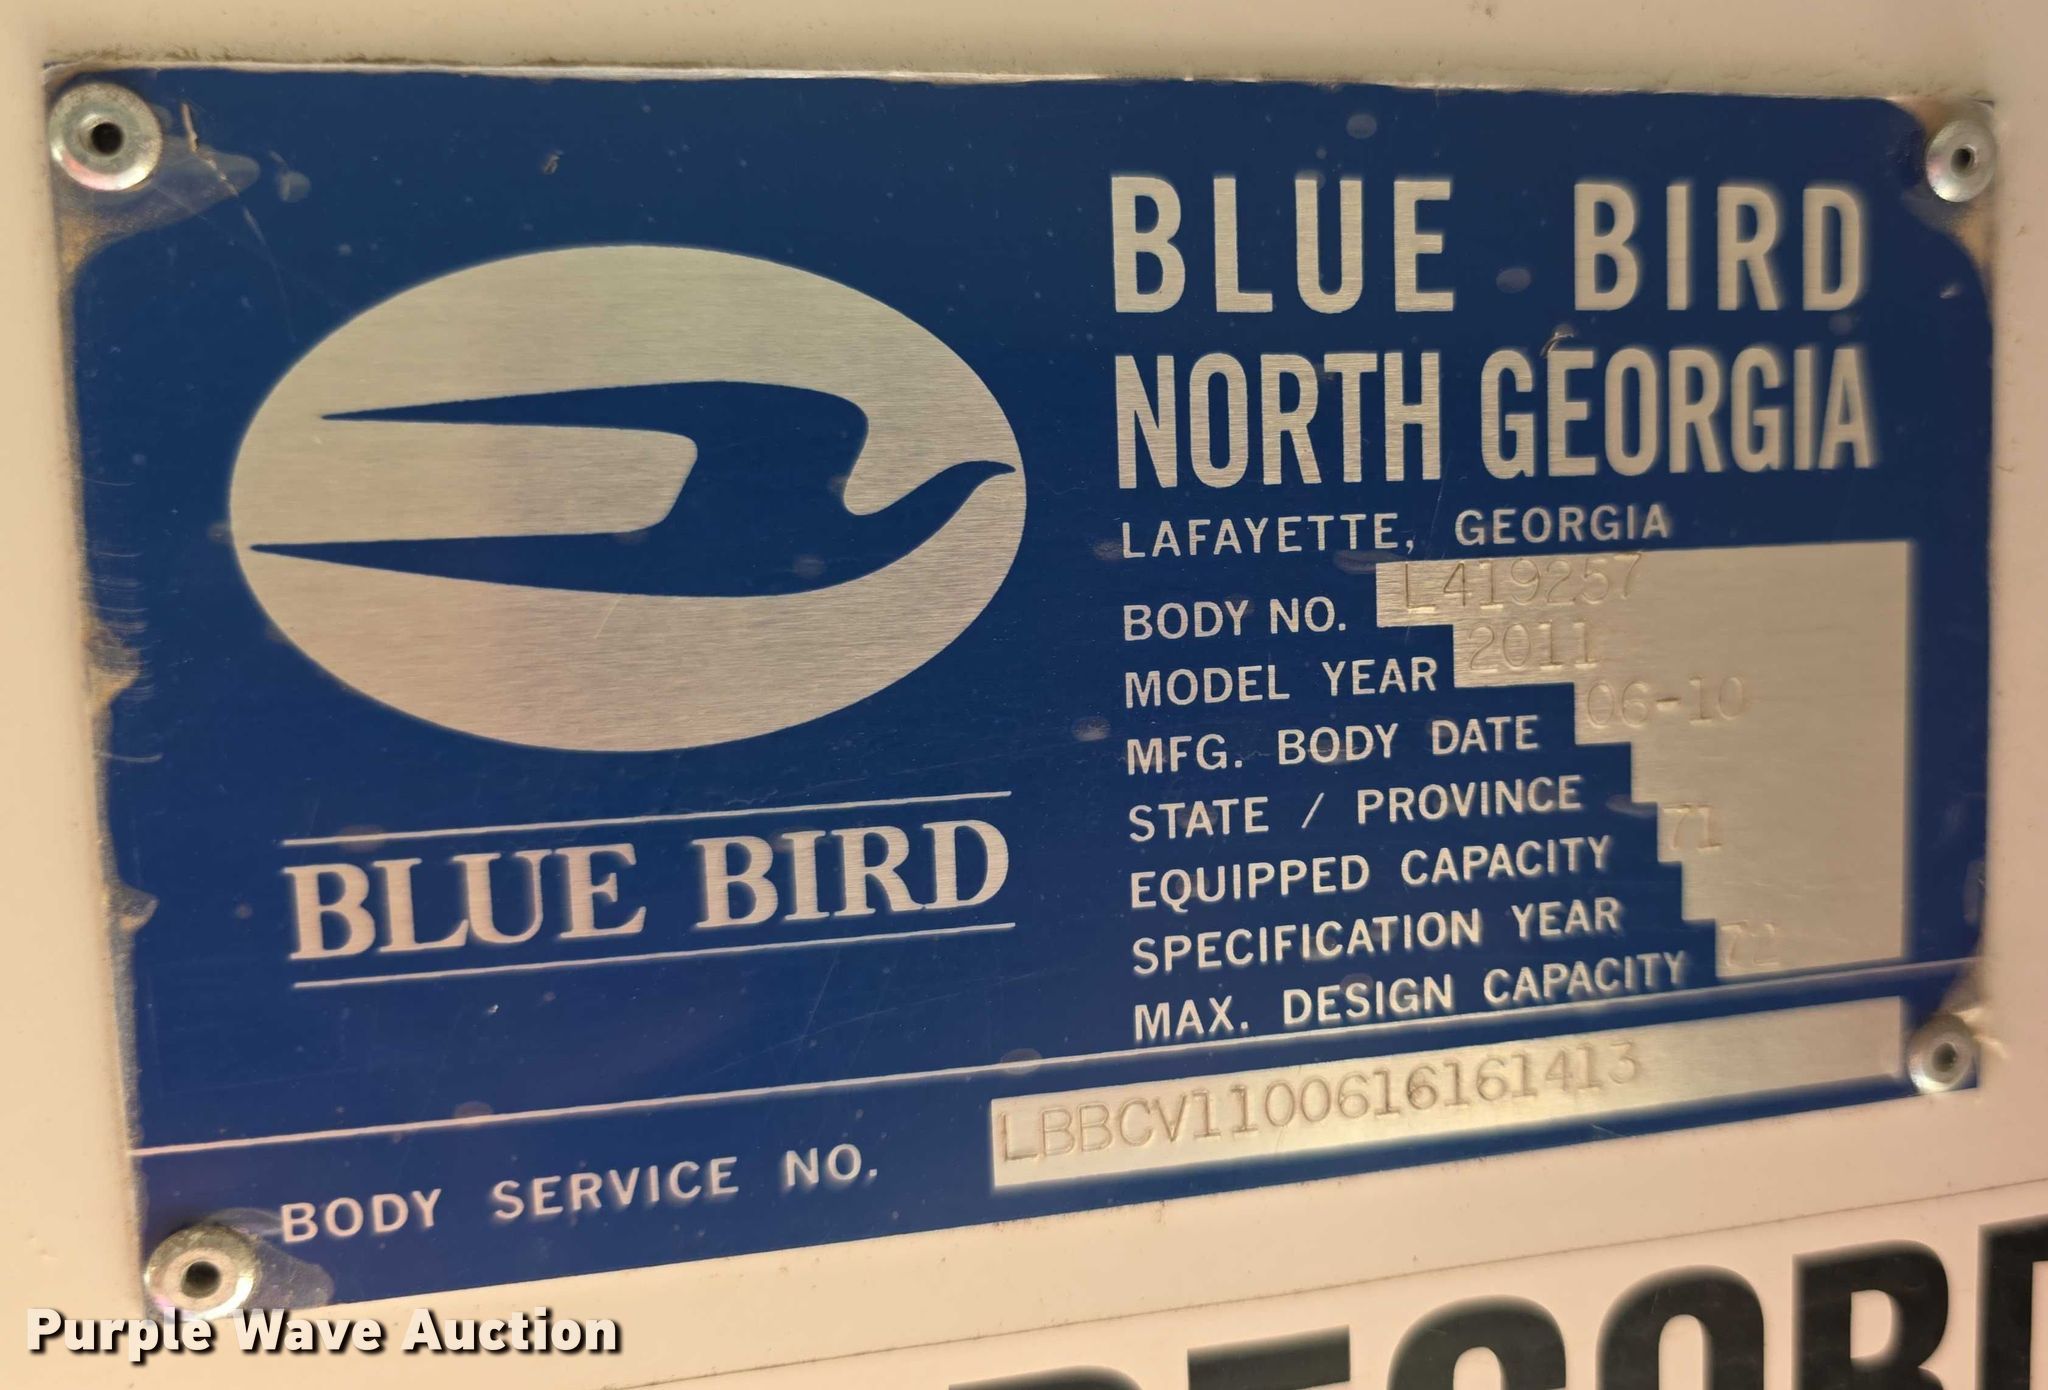 BLUE BIRD
NORTH GEORGIA
LAFAYETTE, GEORGIA
BODY NO. L419257
MODEL YEAR 2011
MFG. BODY DATE 06-10
STATE / PROVINCE
EQUIPPED CAPACITY 71
SPECIFICATION YEAR
MAX. DESIGN CAPACITY 72
BLUE BIRD
BODY SERVICE NO. LBBCV1100616161413
Purple Wave Auction